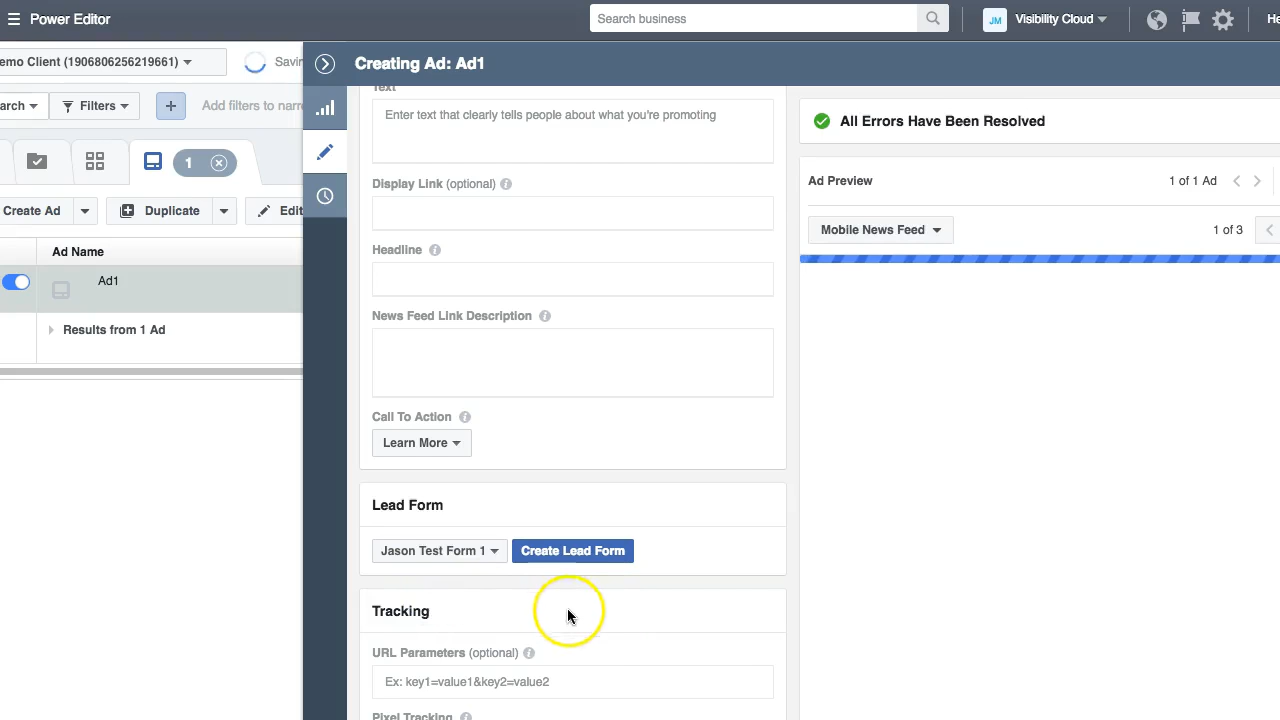 Power Editor
Search business
JM
Visibility Cloud
He
emo Client (1906806256219661)
Savin
Creating Ad: Ad1
arch
Filters
+
Add filters to narr
Text
Enter text that clearly tells people about what you're promoting
All Errors Have Been Resolved
1
Display Link (optional)
Ad Preview
1 of 1 Ad
Create Ad
Duplicate
Edit
Mobile News Feed
1 of 3
Headline
Ad Name
Ad1
News Feed Link Description
Results from 1 Ad
Call To Action
Learn More
Lead Form
Jason Test Form 1
Create Lead Form
Tracking
URL Parameters (optional)
Ex: key1=value1&key2=value2
Pixel Tracking